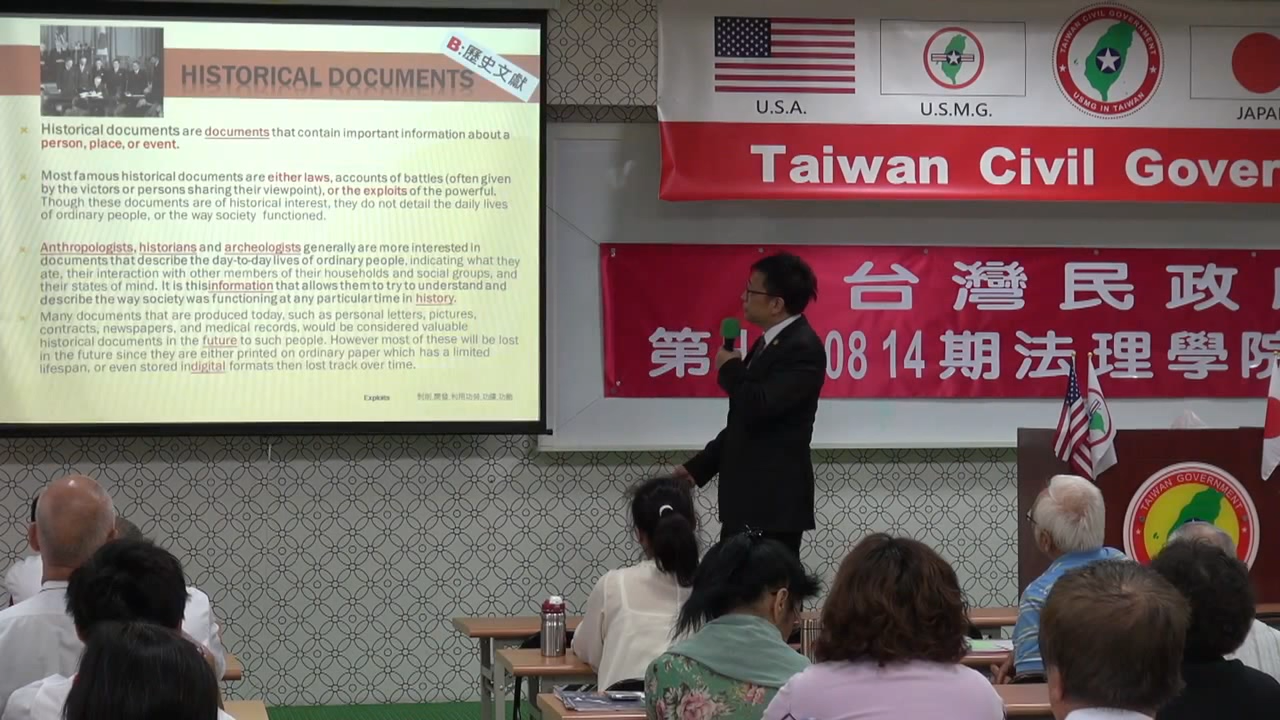 HISTORICAL DOCUMENTS
B:歷史文獻
Historical documents are documents that contain important information about a
person, place, or event.
Most famous historical documents are either laws, accounts of battles (often given
by the victors or persons sharing their viewpoint), or the exploits of the powerful.
Though these documents are of historical interest, they do not detail the daily lives
of ordinary people, or the way society functioned.
Anthropologists, historians and archeologists generally are more interested in
documents that describe the day-to-day lives of ordinary people, indicating what they
ate, their interaction with other members of their households and social groups, and
their states of mind. It is thisinformation that allows them to try to understand and
describe the way society was functioning at any particular time in history.
Many documents that are produced today, such as personal letters, pictures,
contracts, newspapers, and medical records, would be considered valuable
historical documents in the future to such people. However most of these will be lost
in the future since they are either printed on ordinary paper which has a limited
lifespan, or even stored indigital formats then lost track over time.
Exploits
U.S.A.
U.S.M.G.
TAIWAN CIVIL GOVERNMENT
USMG IN TAIWAN
JAPA
Taiwan Civil Gover
台灣民政
第 08 14 期法理學院
TAIWAN GOVERNMENT